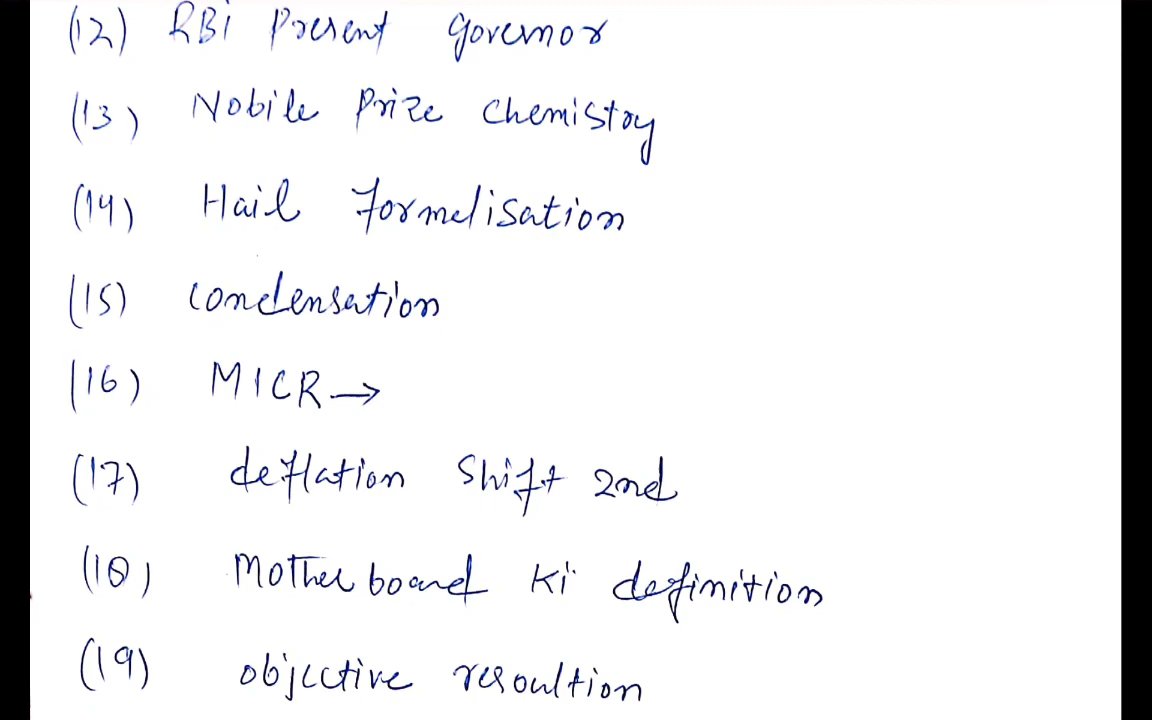 (12) RBi Present Governor
(13) Nobile Prize Chemistry
(14) Hail Formelisation
(15) Condensation
(16) MICR →
(17) deflation Shift 2nd
(18) Motherboard Ki definition
(19) objective resoultion